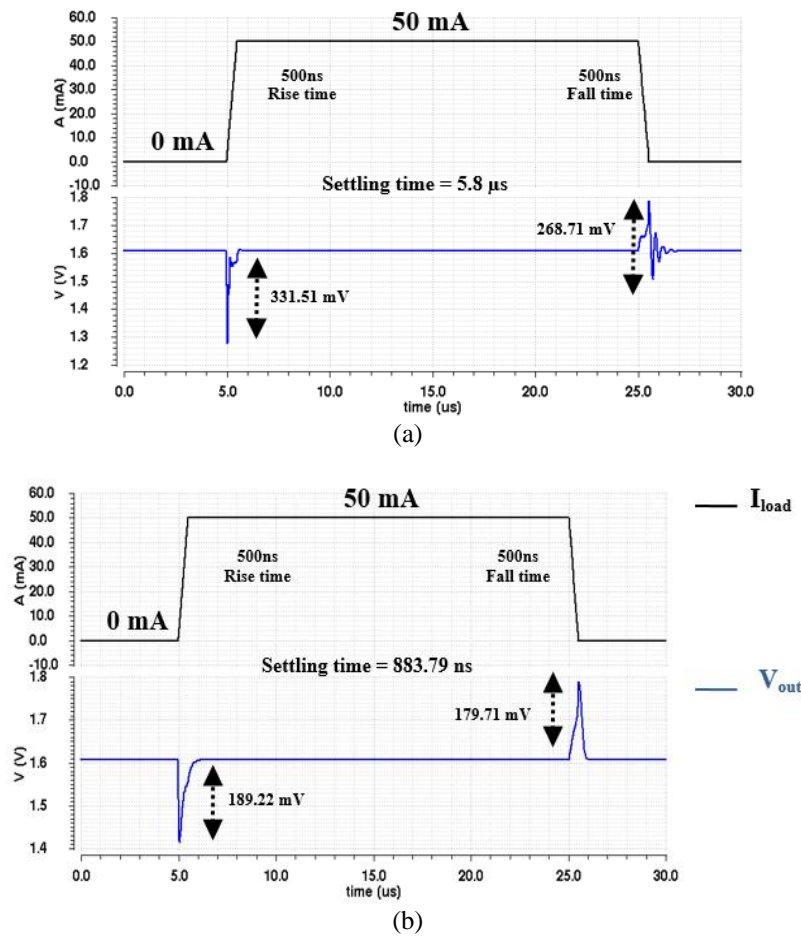 60.0
50 mA
50.0
40.0
500ns
500ns
30.0
Rise time
Fall time
A (mA)
20.0
10.0
0 mA
0.0
-10.0
Settling time = 5.8 µs
1.8
1.7
268.71 mV
1.6
V (V)
1.5
331.51 mV
1.4
1.3
1.2
0.0 5.0 10.0 15.0 20.0 25.0 30.0
time (us)
(a)
60.0
50 mA
50.0
Iload
40.0
500ns
500ns
30.0
Rise time
Fall time
A (mA)
20.0
10.0
0 mA
0.0
-10.0
Settling time = 883.79 ns
1.8
Vout
179.71 mV
1.7
V (V)
1.6
189.22 mV
1.5
1.4
0.0 5.0 10.0 15.0 20.0 25.0 30.0
time (us)
(b)